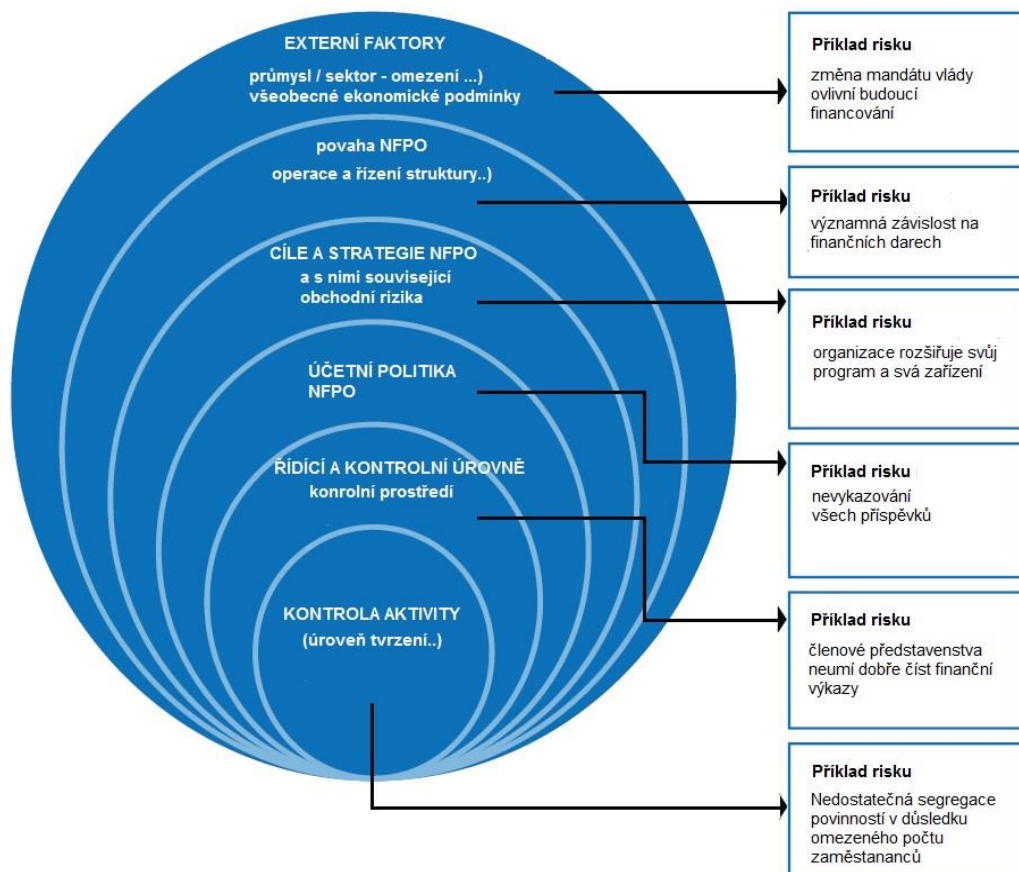 EXTERNÍ FAKTORY
průmysl / sektor - omezení ...)
všeobecné ekonomické podmínky
povaha NFPO
operace a řízení struktury..)
CÍLE A STRATEGIE NFPO
a s nimi související
obchodní rizika
ÚČETNÍ POLITIKA
NFPO
ŘÍDÍCÍ A KONTROLNÍ ÚROVNĚ
konrolní prostředí
KONTROLA AKTIVITY
(úroveň tvrzení..)
Příklad risku
změna mandátu vlády
ovlivní budoucí
financování
Příklad risku
významná závislost na
finančních darech
Příklad risku
organizace rozšiřuje svůj
program a svá zařízení
Příklad risku
nevykazování
všech příspěvků
Příklad risku
členové představenstva
neumí dobře číst finanční
výkazy
Příklad risku
Nedostatečná segregace
povinností v důsledku
omezeného počtu
zaměstananců